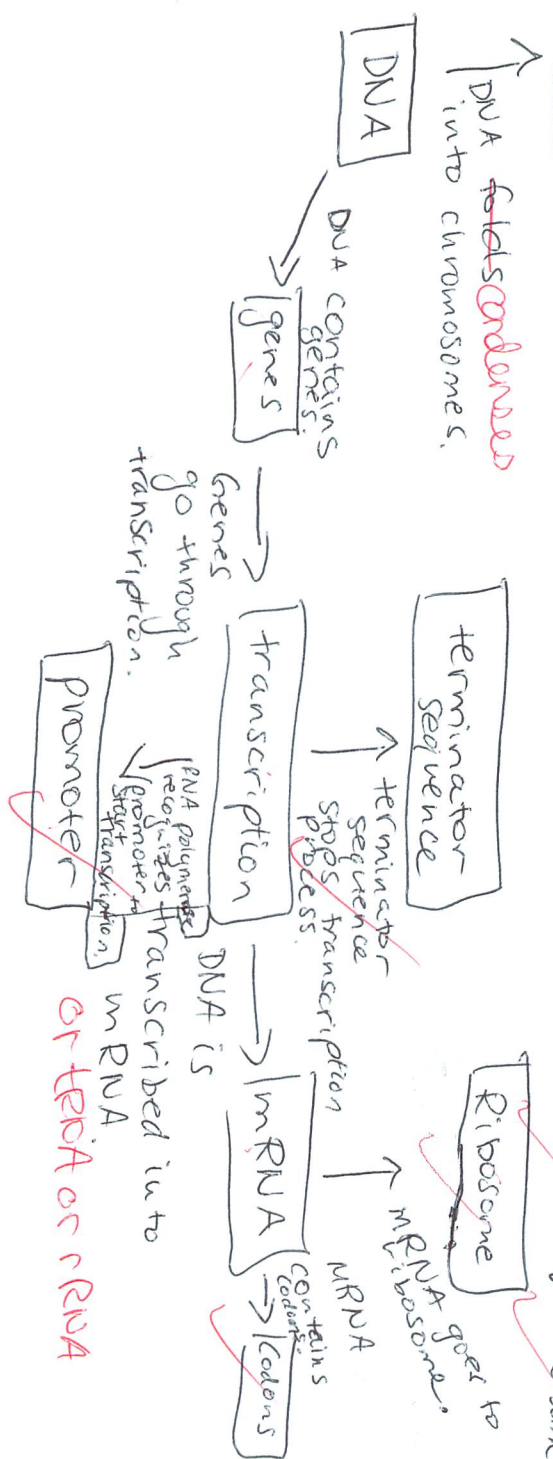 DNA folds condenses
into chromosomes.
DNA
DNA contains
genes.
genes
Genes
go through
transcription.
terminator
sequence
terminator
sequence
stops transcription
process.
transcription
RNA polymerase
recognizes
promoter to
start
transcription.
promoter
DNA is
transcribed into
mRNA
or tRNA or rRNA
Ribosome
mRNA goes to
ribosome.
mRNA
mRNA
contains
codons.
Codons